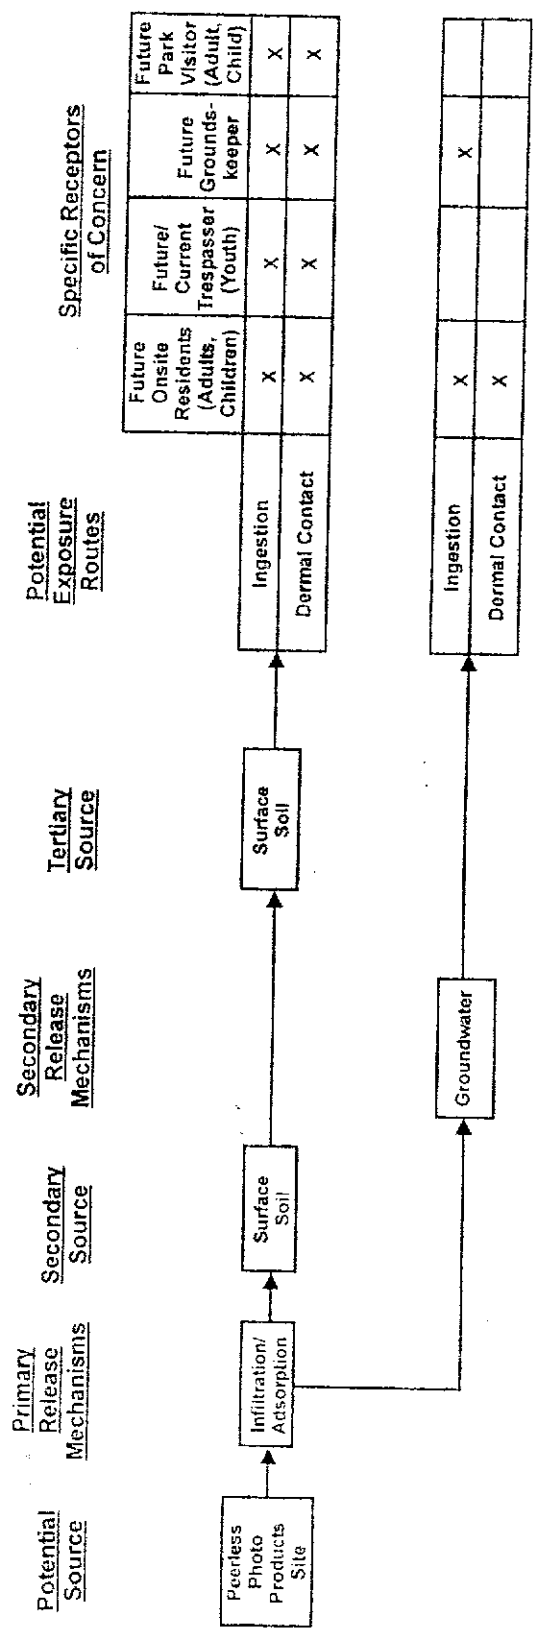 Potential
Source
Primary
Release
Mechanisms
Secondary
Source
Secondary
Release
Mechanisms
Tertiary
Source
Potential
Exposure
Routes
Specific Receptors
of Concern
Future
Onsite
Residents
(Adults,
Children)
Future/
Current
Trespasser
(Youth)
Future
Grounds-
keeper
Future
Park
Visitor
(Adult,
Child)
Peerless
Photo
Products
Site
Infiltration/
Adsorption
Surface
Soil
Surface
Soil
Ingestion X X X X
Dermal Contact X X X X
Groundwater
Ingestion X X
Dermal Contact X